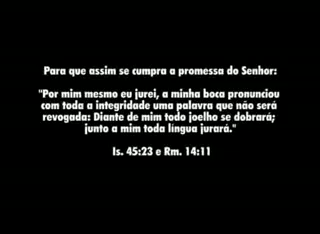 Para que assim se cumpra a promessa do Senhor:
"Por mim mesmo eu jurei, a minha boca pronunciou
com toda a integridade uma palavra que não será
revogada: Diante de mim todo joelho se dobrará;
junto a mim toda língua jurará."
Is. 45:23 e Rm. 14:11